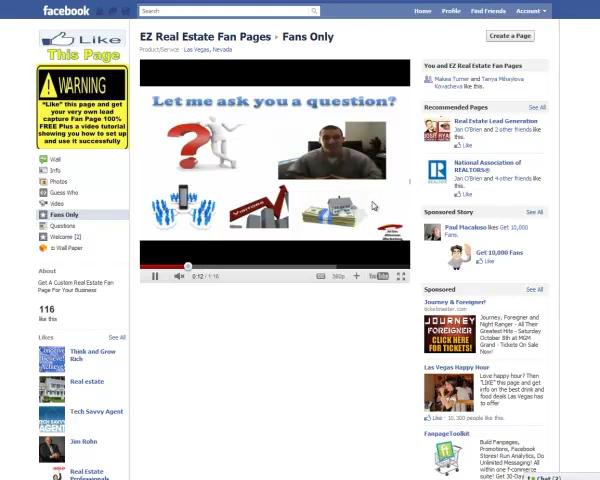 facebook
Search
Home
Profile
Find Friends
Account
Like
This Page
WARNING
"Like" this page and get
your very own lead
capture Fan Page 100%
FREE Plus a video tutorial
showing you how to set up
and use it successfully
Wall
Info
Photos
Guess Who
Video
Fans Only
Questions
Welcome [2]
Wall Paper
About
Get A Custom Real Estate Fan
Page For Your Business
116
like this
Likes
See All
Think and Grow
Rich
Real estate
Tech Savvy Agent
Jim Rohn
Real Estate
Professionals
EZ Real Estate Fan Pages ▸ Fans Only
Product/Service · Las Vegas, Nevada
Let me ask you a question?
VISITORS
0:12 / 1:16
360p
YouTube
Create a Page
You and EZ Real Estate Fan Pages
Makea Turner and Tanya Mihaylova
Kovacheva like this.
Recommended Pages
See All
Real Estate Lead Generation
Jan O'Brien and 2 other friends like
this.
Like
National Association of
REALTORS®
Jan O'Brien and 4 other friends like
this.
Like
Sponsored Story
See All
Paul Macaluso likes Get 10,000
Fans.
Get 10,000 Fans
Like
Sponsored
See All
Journey & Foreigner!
ticketmaster.com
JOURNEY
FOREIGNER
CLICK HERE
FOR TICKETS!
Journey, Foreigner and
Night Ranger - All Their
Greatest Hits - Saturday
October 8th at MGM
Grand - Tickets On Sale
Now!
Las Vegas Happy Hour
Love happy hour? Then
"LIKE" this page and get
info on the best drink and
food deals Las Vegas has
to offer
Like · 10,300 people like this.
FanpageToolkit
ft
Build Fanpages,
Promotions, Facebook
Stores! Run Analytics, Do
Unlimited Messaging! All
within one f-commerce
suite! Get 30-Day
Chat (2)